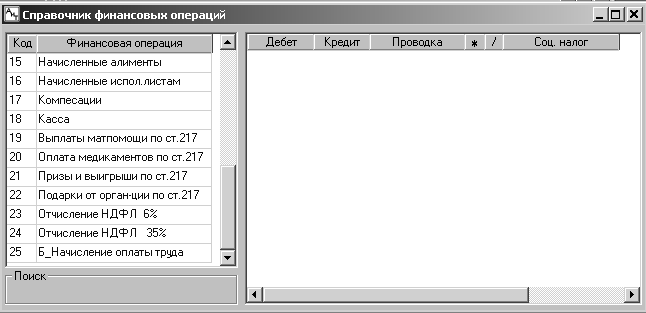 Справочник финансовых операций
Код Финансовая операция
15 Начисленные алименты
16 Начисленные испол.листам
17 Компесации
18 Касса
19 Выплаты матпомощи по ст.217
20 Оплата медикаментов по ст.217
21 Призы и выигрыши по ст.217
22 Подарки от орган-ции по ст.217
23 Отчисление НДФЛ 6%
24 Отчисление НДФЛ 35%
25 Б_Начисление оплаты труда
Поиск
Дебет Кредит Проводка * / Соц. налог